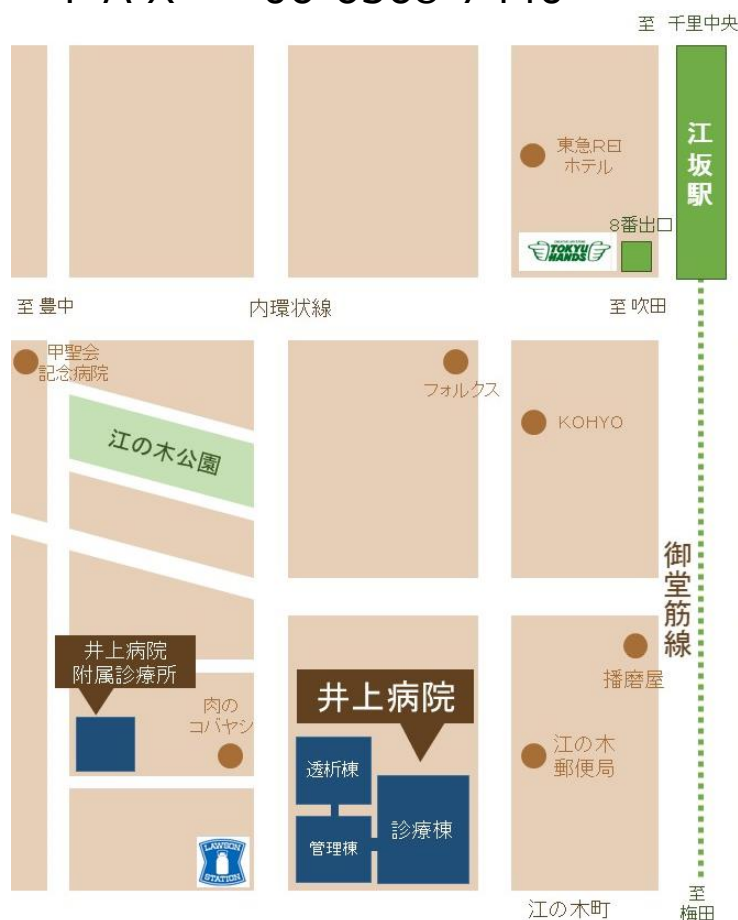 至 千里中央
江坂駅
東急REI
ホテル
8番出口
TOKYU
HANDS
至 豊中
内環状線
至 吹田
甲聖会
記念病院
フォルクス
KOHYO
江の木公園
御堂筋線
井上病院
附属診療所
井上病院
播磨屋
肉の
コバヤシ
透析棟
江の木
郵便局
診療棟
管理棟
LAWSON
STATION
江の木町
至
梅田